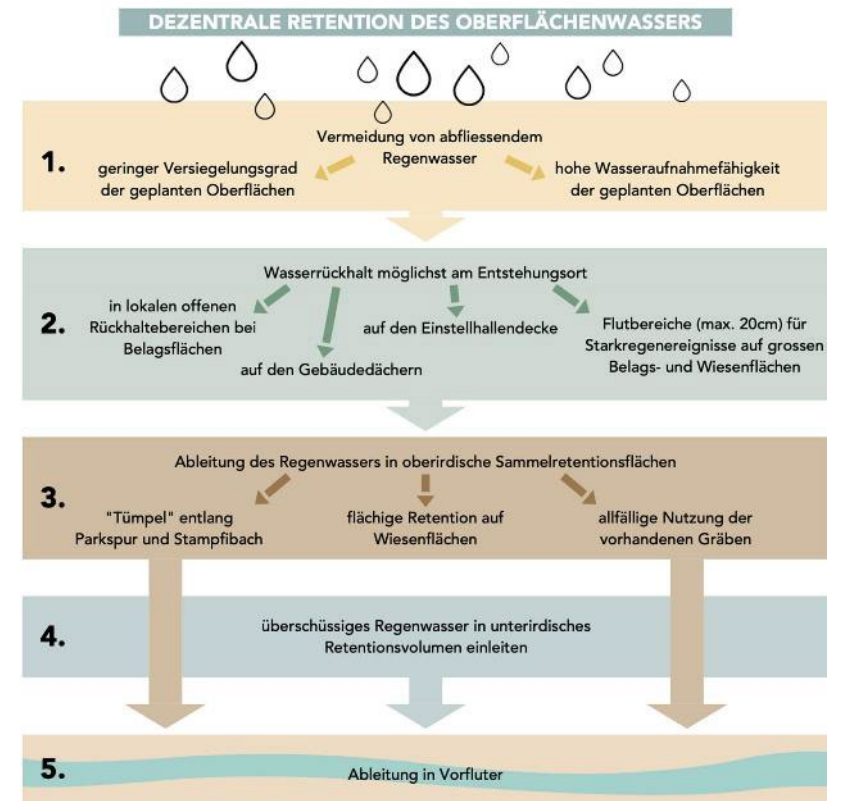 DEZENTRALE RETENTION DES OBERFLÄCHENWASSERS
1.
Vermeidung von abfliessendem
Regenwasser
geringer Versiegelungsgrad
der geplanten Oberflächen
hohe Wasseraufnahmefähigkeit
der geplanten Oberflächen
2.
Wasserrückhalt möglichst am Entstehungsort
in lokalen offenen
Rückhaltebereichen bei
Belagsflächen
auf den Gebäudedächern
auf den Einstellhallendecke
Flutbereiche (max. 20cm) für
Starkregenereignisse auf grossen
Belags- und Wiesenflächen
3.
Ableitung des Regenwassers in oberirdische Sammelretentionsflächen
"Tümpel" entlang
Parkspur und Stampfibach
flächige Retention auf
Wiesenflächen
allfällige Nutzung der
vorhandenen Gräben
4.
überschüssiges Regenwasser in unterirdisches
Retentionsvolumen einleiten
5.
Ableitung in Vorfluter